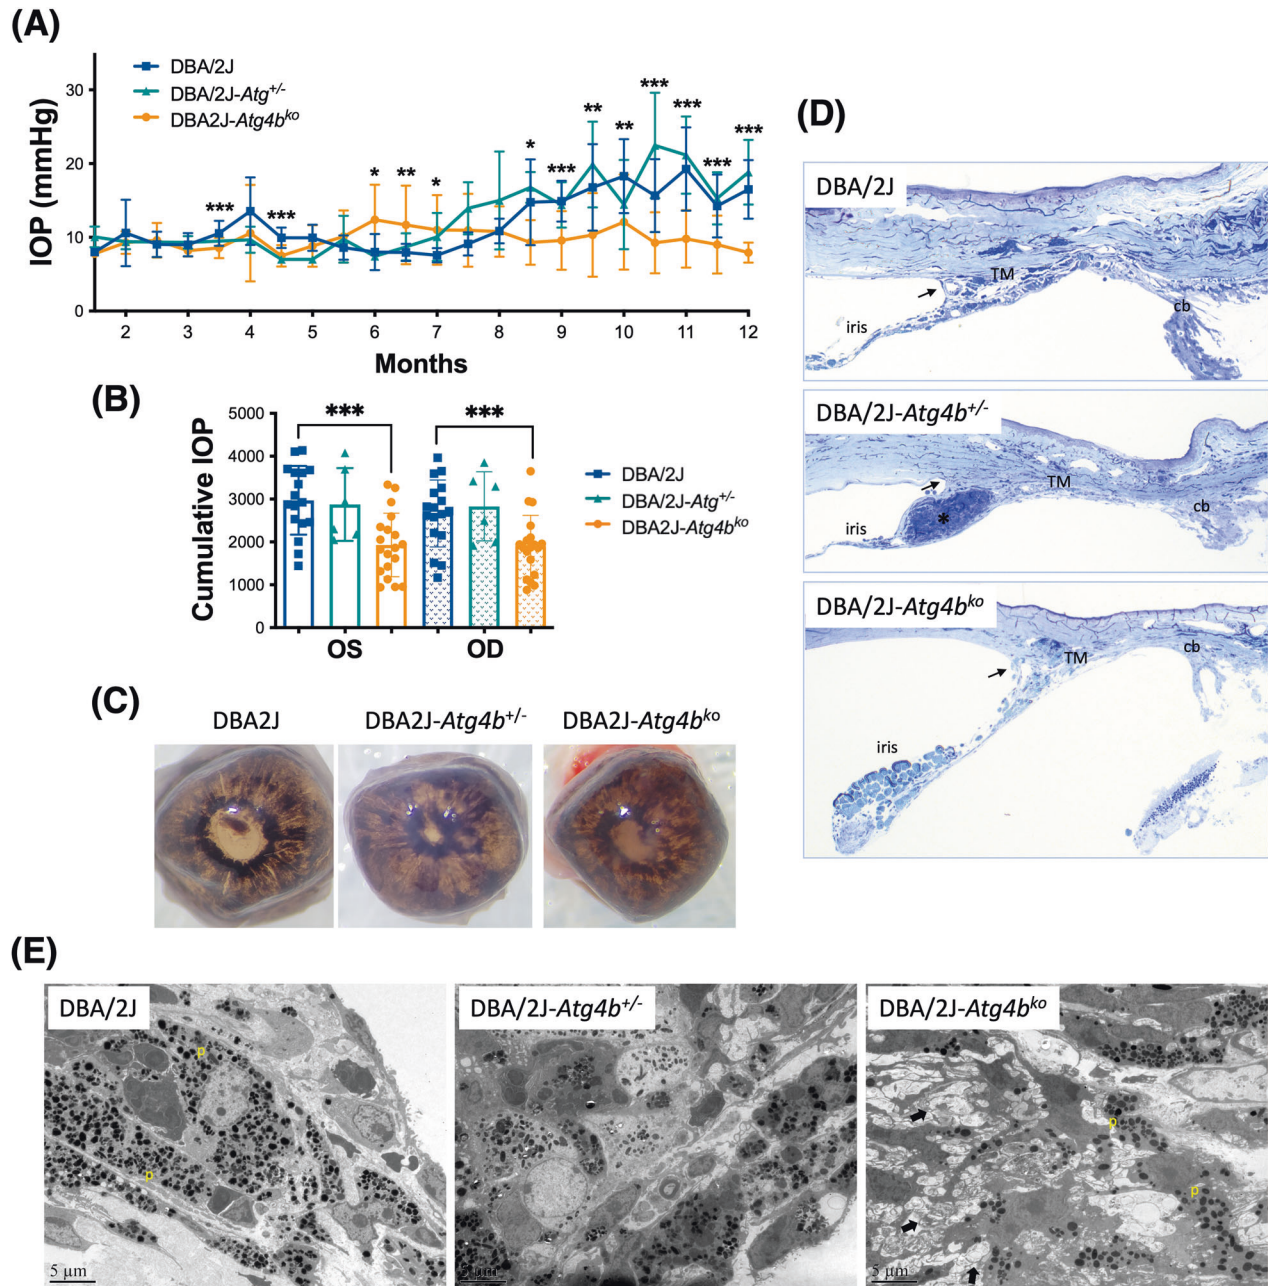 (A)
DBA/2J
DBA/2J-Atg+/-
DBA2J-Atg4bko
IOP (mmHg)
30
20
10
0
*** *** * ** * * *** ** ** *** *** *** ***
2 3 4 5 6 7 8 9 10 11 12
Months
(B)
Cumulative IOP
5000
4000
3000
2000
1000
0
*** ***
OS OD
DBA/2J
DBA/2J-Atg+/-
DBA2J-Atg4bko
(C)
DBA2J DBA2J-Atg4b+/- DBA2J-Atg4bko
(D)
DBA/2J
TM
iris
cb
DBA/2J-Atg4b+/-
TM
*
iris
cb
DBA/2J-Atg4bko
TM
cb
iris
(E)
DBA/2J
p
p
5 μm
DBA/2J-Atg4b+/-
5 μm
DBA/2J-Atg4bko
p
p
5 μm